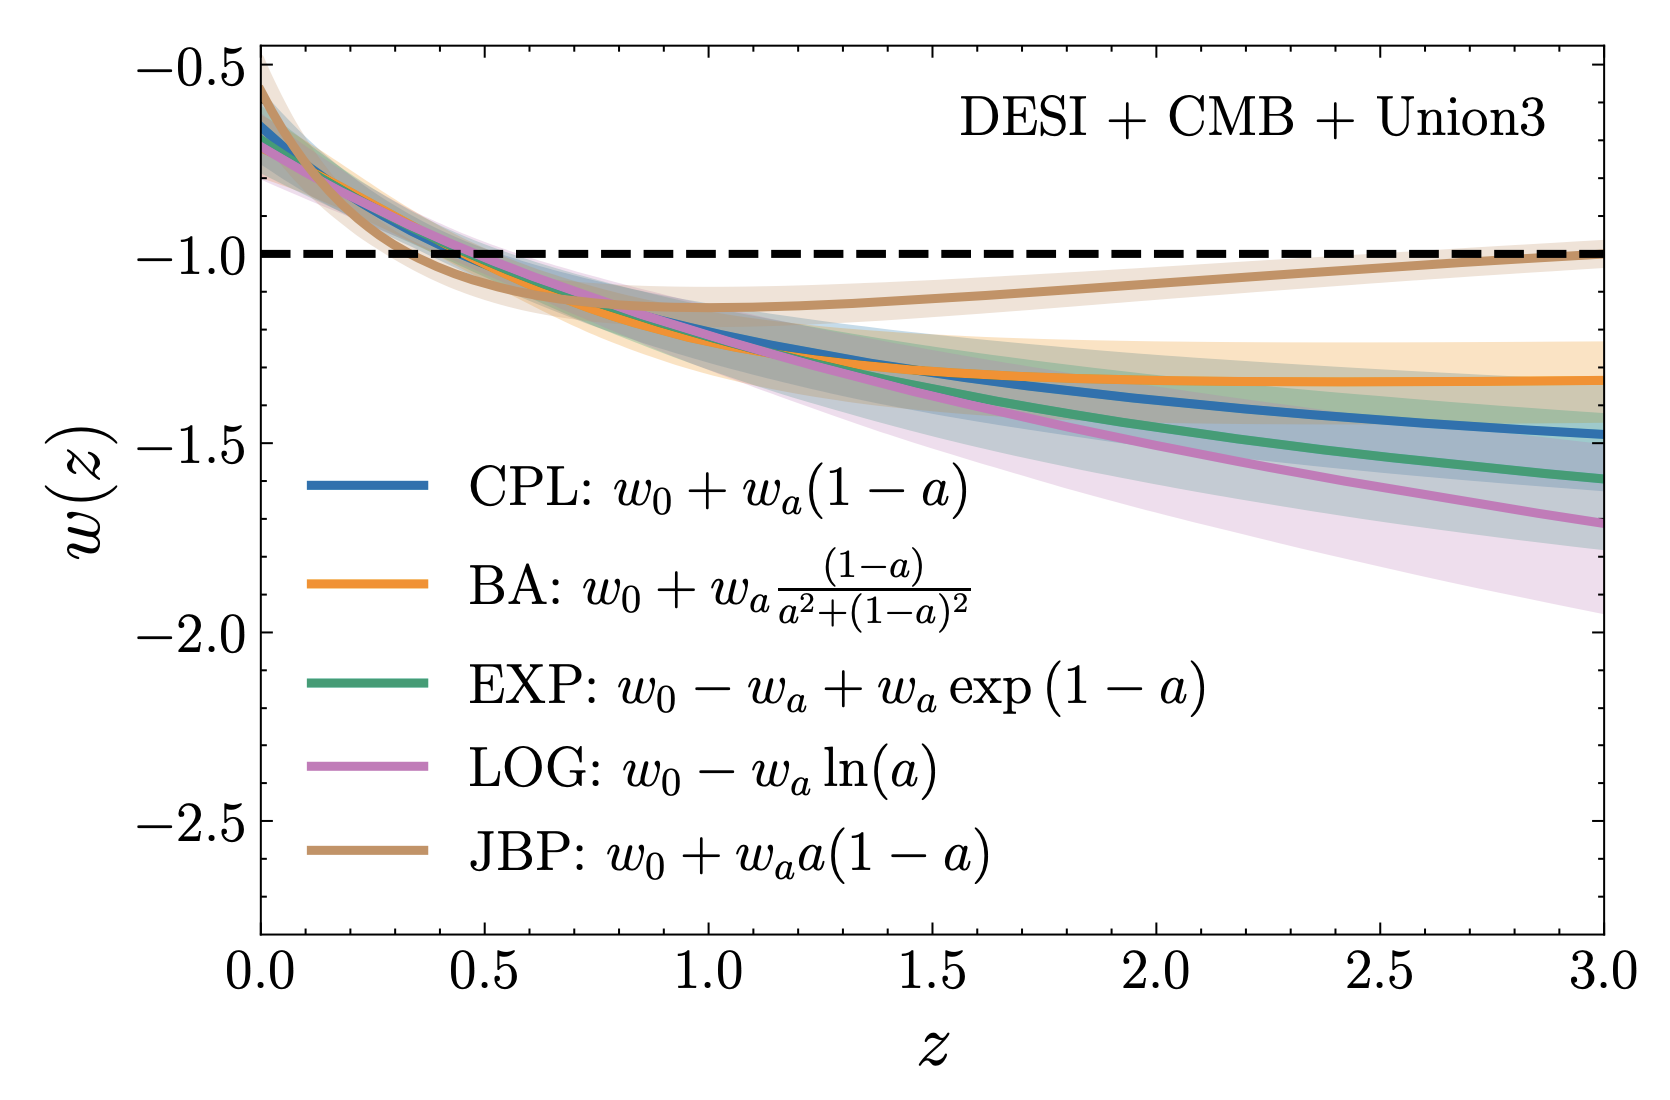 DESI + CMB + Union3
−0.5
−1.0
−1.5
−2.0
−2.5
w(z)
CPL: w₀ + wₐ(1 − a)
BA: w₀ + wₐ (1−a)/(a²+(1−a)²)
EXP: w₀ − wₐ + wₐ exp (1 − a)
LOG: w₀ − wₐ ln(a)
JBP: w₀ + wₐa(1 − a)
0.0 0.5 1.0 1.5 2.0 2.5 3.0
z